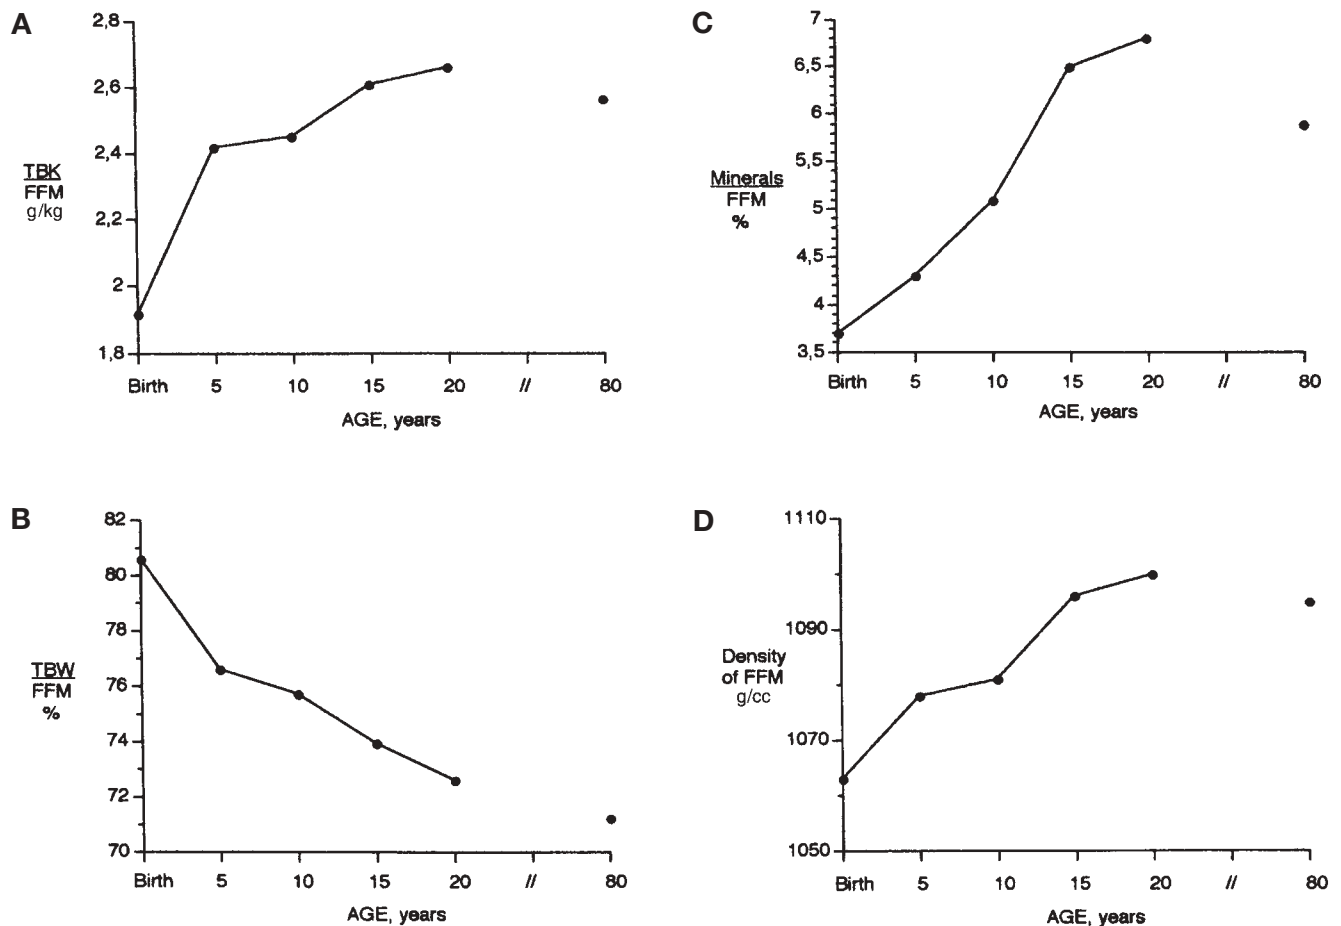 A
2,8
2,6
2,4
2,2
2
1,8
TBK
FFM
g/kg
Birth 5 10 15 20 // 80
AGE, years
C
7
6,5
6
5,5
5
4,5
4
3,5
Minerals
FFM
%
Birth 5 10 15 20 // 80
AGE, years
B
82
80
78
76
74
72
70
TBW
FFM
%
Birth 5 10 15 20 // 80
AGE, years
D
1110
1090
1070
1050
Density
of FFM
g/cc
Birth 5 10 15 20 // 80
AGE, years